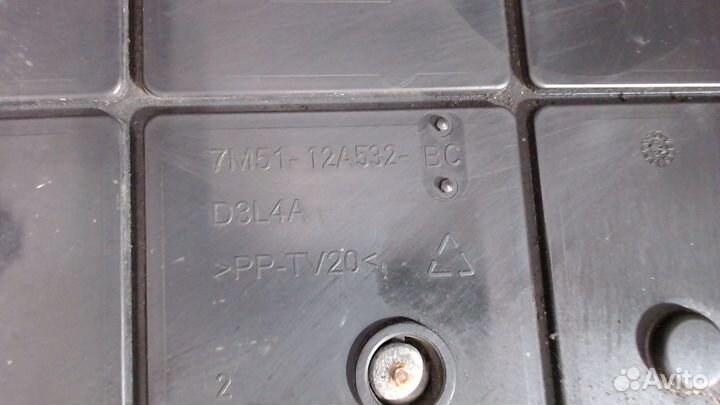 7M51-12A532-BC
D3L4A
>PP-TV20<
2
Avito